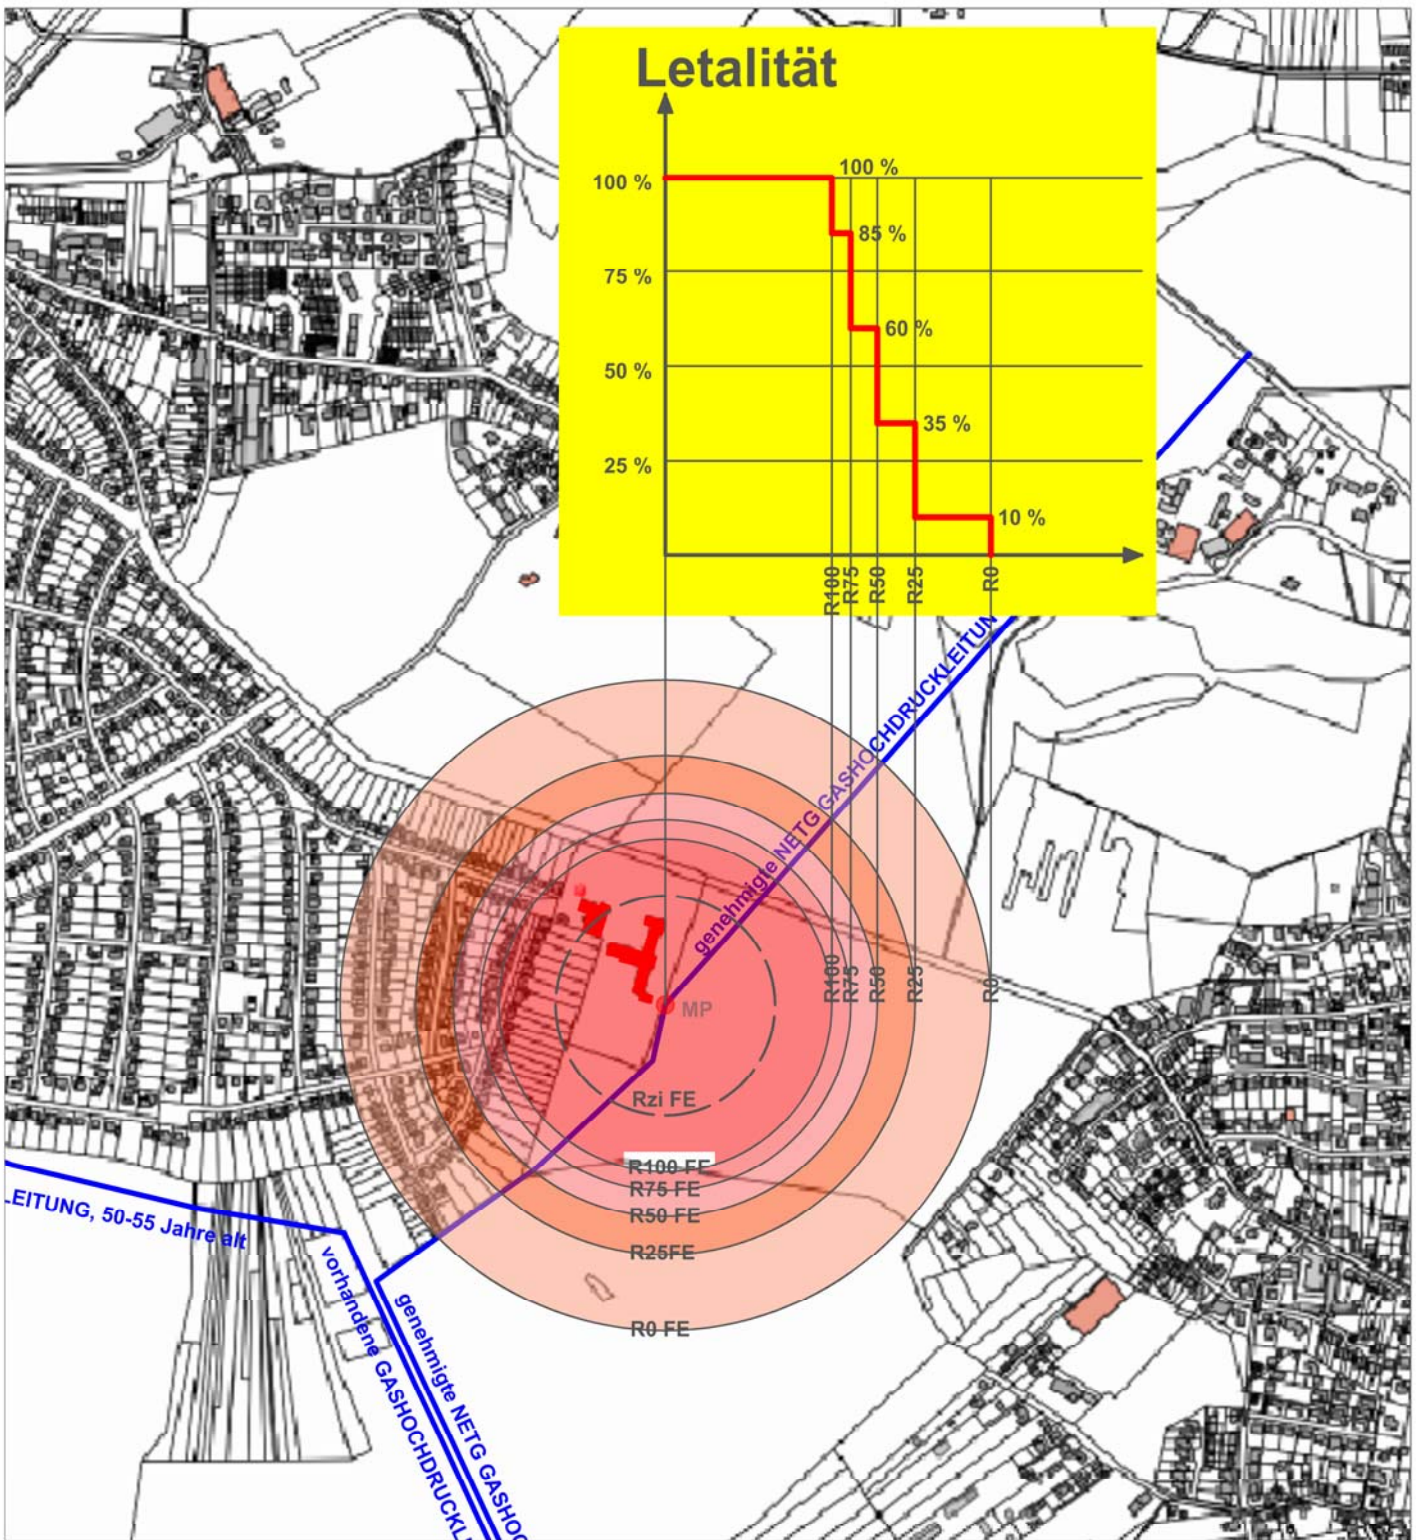 Letalität
100 %
100 %
85 %
75 %
60 %
50 %
35 %
25 %
10 %
R100
R75
R50
R25
R0
genehmigte NETG GASHOCHDRUCKLEITUN
R100
R75
R50
R25
R0
MP
Rzi FE
R100 FE
R75 FE
R50 FE
R25FE
R0 FE
LEITUNG, 50-55 Jahre alt
vorhandene GASHOCHDRUCKL
genehmigte NETG GASHOC